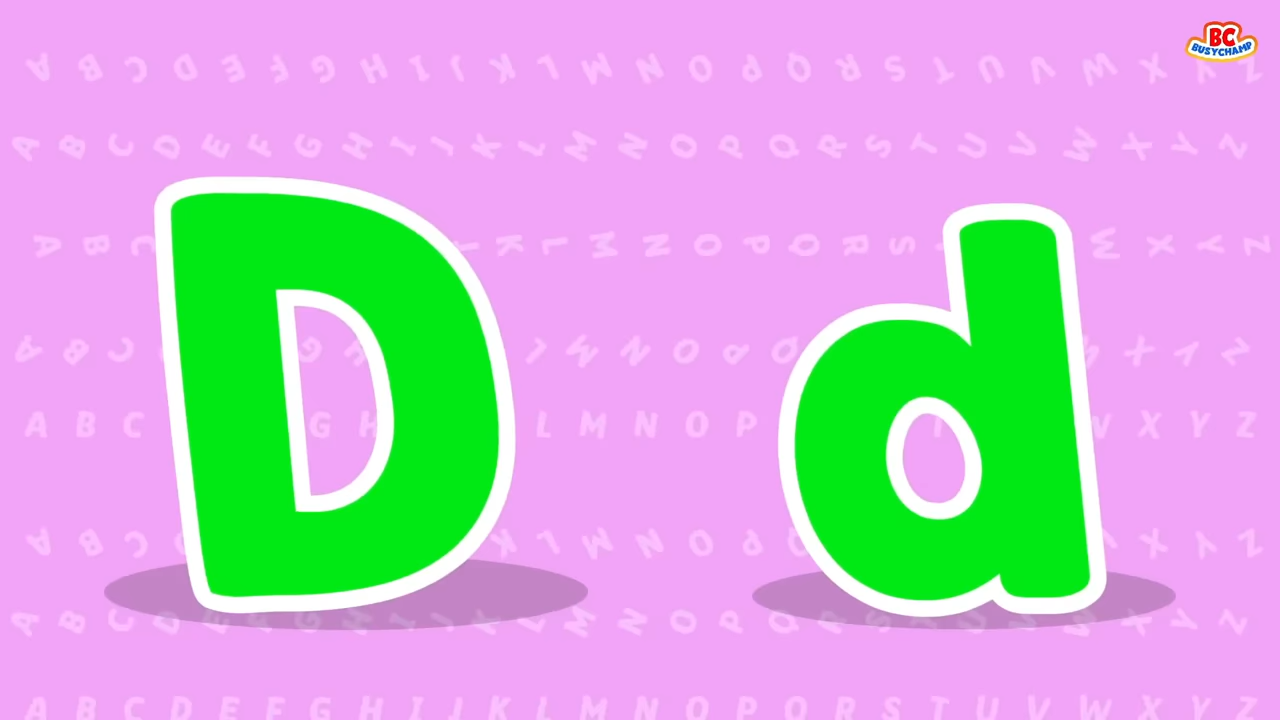 BC
BUSYCHAMP
A B C D E F G H I J K L M N O P Q R S T U V W X Y Z
A B C D E F G H I J K L M N O P Q R S T U V W X Y Z
A B C K L M N O P Q R S W X Y Z
A B C G H L M N O P Q X Y Z
A B C G H L M N O P X Y Z
A B C K L M N O P Q X Y Z
A B C D E F G H I J K L M N O P Q R S T U V W X Y Z
A B C D E F G H I J K L M N O P Q R S T U V W X Y Z
D d